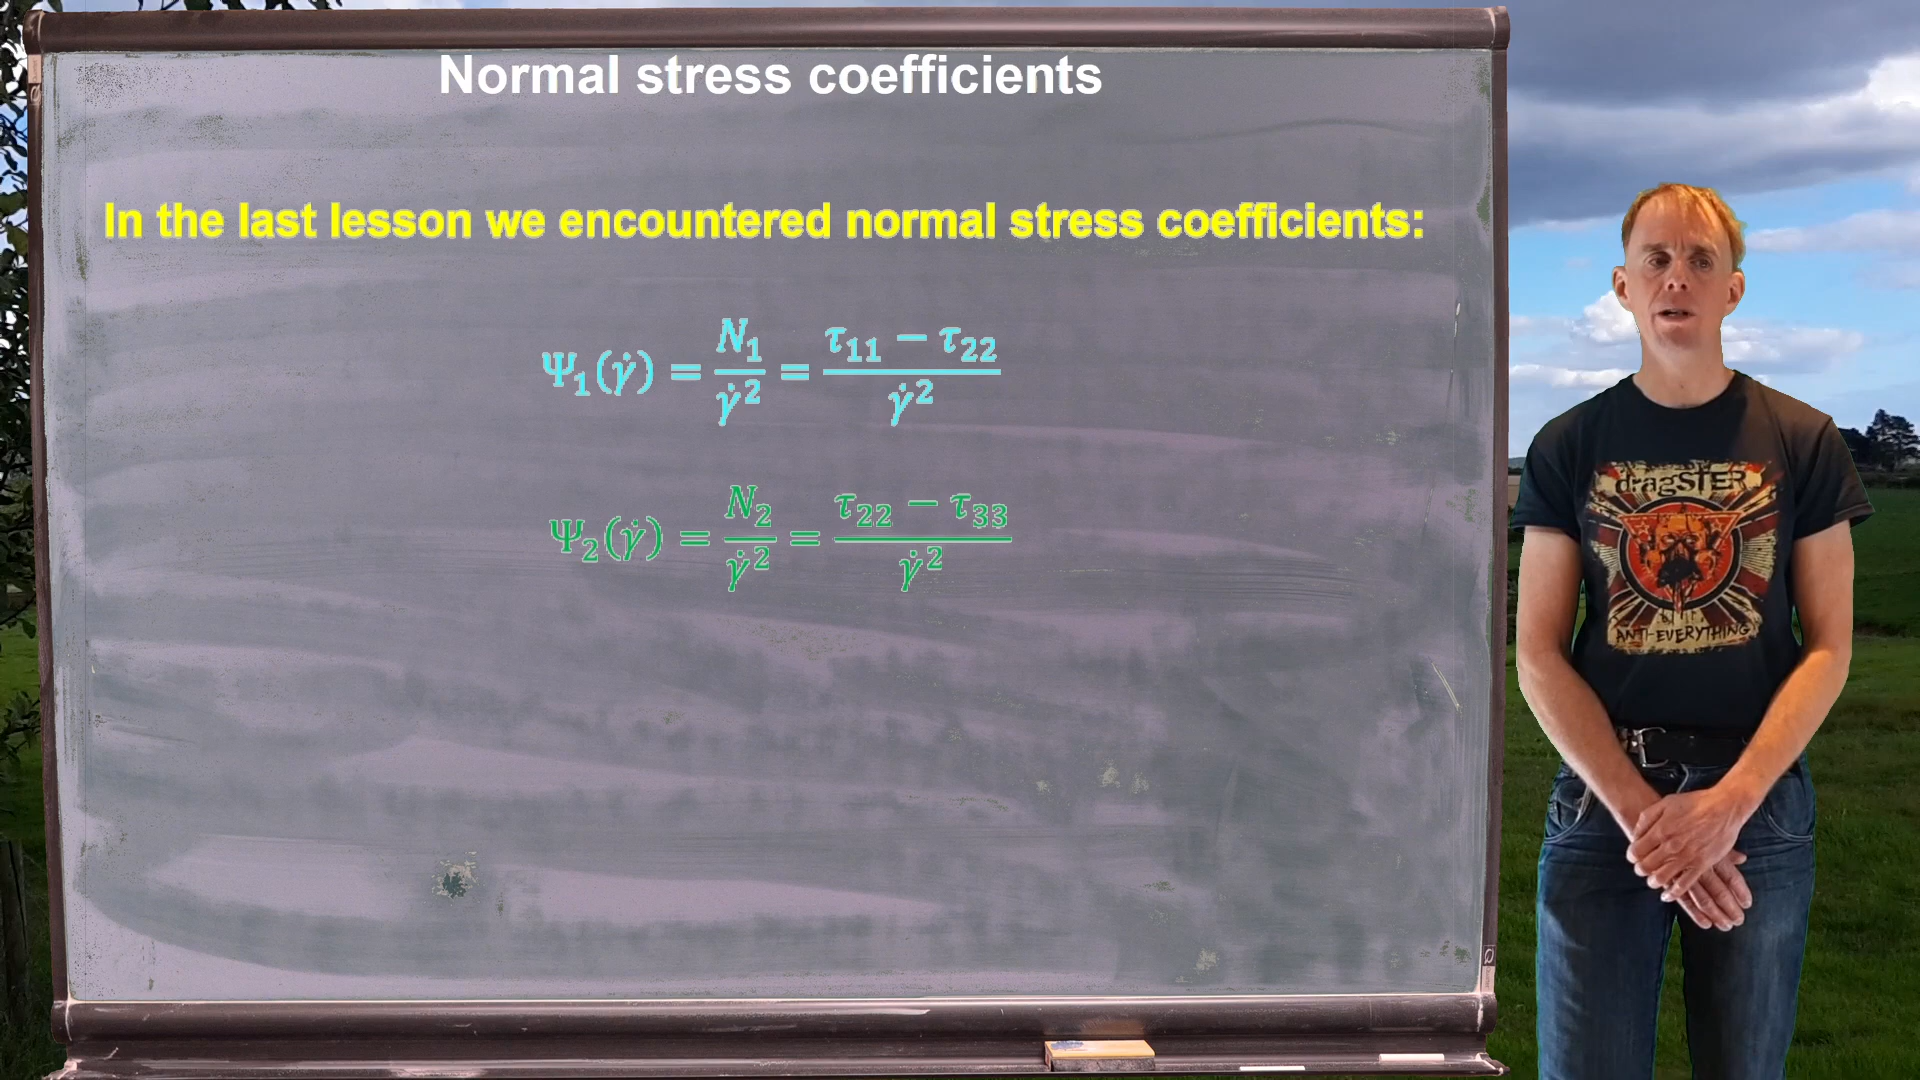 Normal stress coefficients
In the last lesson we encountered normal stress coefficients:
Ψ₁(γ̇) = N₁/γ̇² = (τ₁₁ − τ₂₂)/γ̇²
Ψ₂(γ̇) = N₂/γ̇² = (τ₂₂ − τ₃₃)/γ̇²
dragSTER
ANTI-EVERYTHING